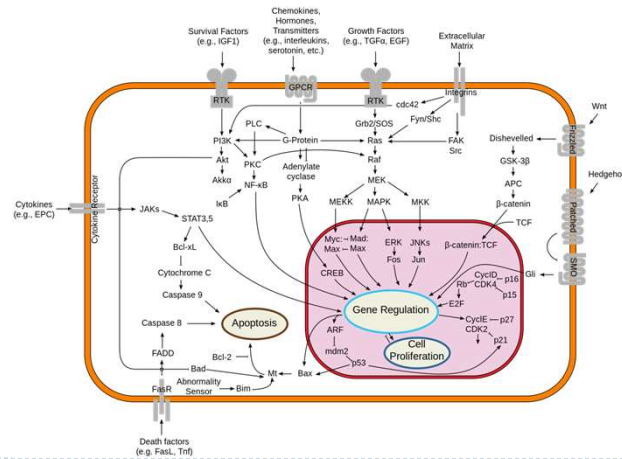 Survival Factors
(e.g., IGF1)
Chemokines,
Hormones,
Transmitters
(e.g., interleukins,
serotonin, etc.)
Growth Factors
(e.g., TGFα, EGF)
Extracellular
Matrix
Wnt
Hedgeho
Cytokines
(e.g., EPC)
Death factors
(e.g. FasL, Tnf)
RTK
GPCR
RTK
Integrins
Frizzled
Patched
SMO
Cytokine Receptor
FasR
cdc42
Fyn/Shc
Grb2/SOS
PLC
PI3K
G-Protein
Ras
FAK
Src
Dishevelled
Akt
PKC
Adenylate
cyclase
Raf
GSK-3β
Akkα
NF-κB
MEK
APC
IκB
PKA
MEKK
MAPK
MKK
β-catenin
TCF
JAKs
STAT3,5
Myc:
Max
Mad:
Max
ERK
Fos
JNKs
Jun
β-catenin:TCF
Bcl-xL
CREB
Gli
Cytochrome C
CycID
CDK4
Rb
p16
p15
E2F
Caspase 9
Gene Regulation
Caspase 8
Apoptosis
CycIE
CDK2
p27
p21
ARF
Cell
Proliferation
FADD
Bcl-2
mdm2
p53
Bad
Mt
Bax
Abnormality
Sensor
Bim